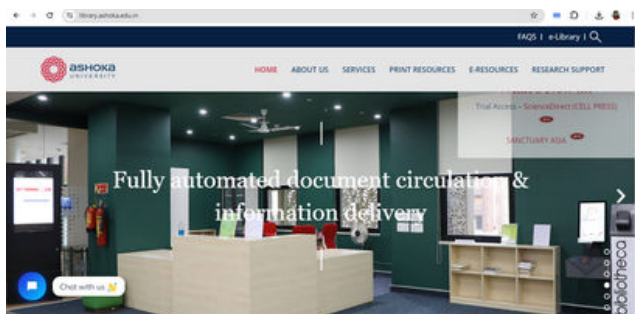 library.ashoka.edu.in
FAQS | e-Library |
ASHOKA
UNIVERSITY
HOME ABOUT US SERVICES PRINT RESOURCES E-RESOURCES RESEARCH SUPPORT
Trial Access – ScienceDirect (CELL PRESS)
SANCTUARY ASIA
Fully automated document circulation &
information delivery
bibliotheca
Chat with us 👋